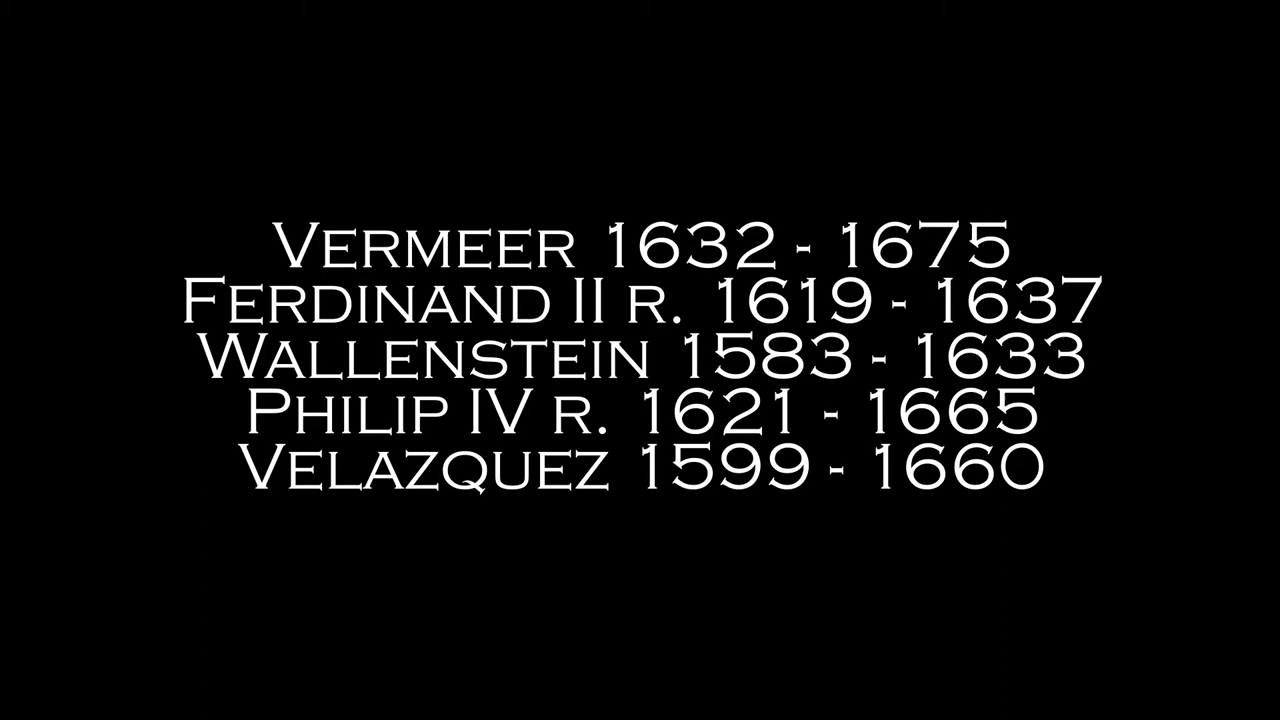 Vermeer 1632 - 1675
Ferdinand II r. 1619 - 1637
Wallenstein 1583 - 1633
Philip IV r. 1621 - 1665
Velazquez 1599 - 1660